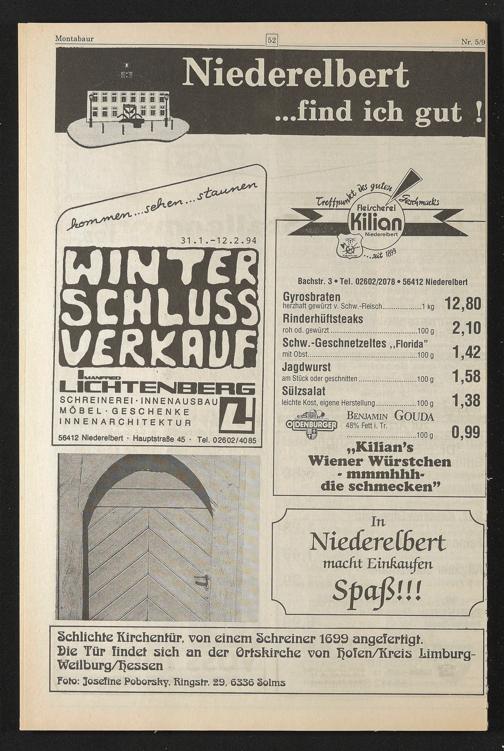 Montabaur
52
Nr. 5/9
Niederelbert
...find ich gut !
kommen...sehen...staunen
31.1.-12.2.94
WINTER
SCHLUSS
VERKAUF
MANFRED
LICHTENBERG
SCHREINEREI · INNENAUSBAU
MÖBEL · GESCHENKE
INNENARCHITEKTUR
56412 Niederelbert · Hauptstraße 45 · Tel. 02602/4085
Treffpunkt des guten Geschmacks
Fleischerei
Kilian
Niederelbert
...seit 1899
Bachstr. 3 • Tel. 02602/2078 • 56412 Niederelbert
Gyrosbraten
herzhaft gewürzt v. Schw.-Fleisch..........1 kg 12,80
Rinderhüftsteaks
roh od. gewürzt..........100 g 2,10
Schw.-Geschnetzeltes „Florida"
mit Obst..........100 g 1,42
Jagdwurst
am Stück oder geschnitten..........100 g 1,58
Sülzsalat
leichte Kost, eigene Herstellung..........100 g 1,38
OLDENBURGER
BENJAMIN GOUDA
48% Fett i. Tr.
..........100 g 0,99
„Kilian's
Wiener Würstchen
- mmmhhh-
die schmecken"
In
Niederelbert
macht Einkaufen
Spaß!!!
Schlichte Kirchentür, von einem Schreiner 1699 angefertigt.
Die Tür findet sich an der Ortskirche von Hofen/Kreis Limburg-
Weilburg/Hessen
Foto: Josefine Poborsky, Ringstr. 29, 6336 Solms